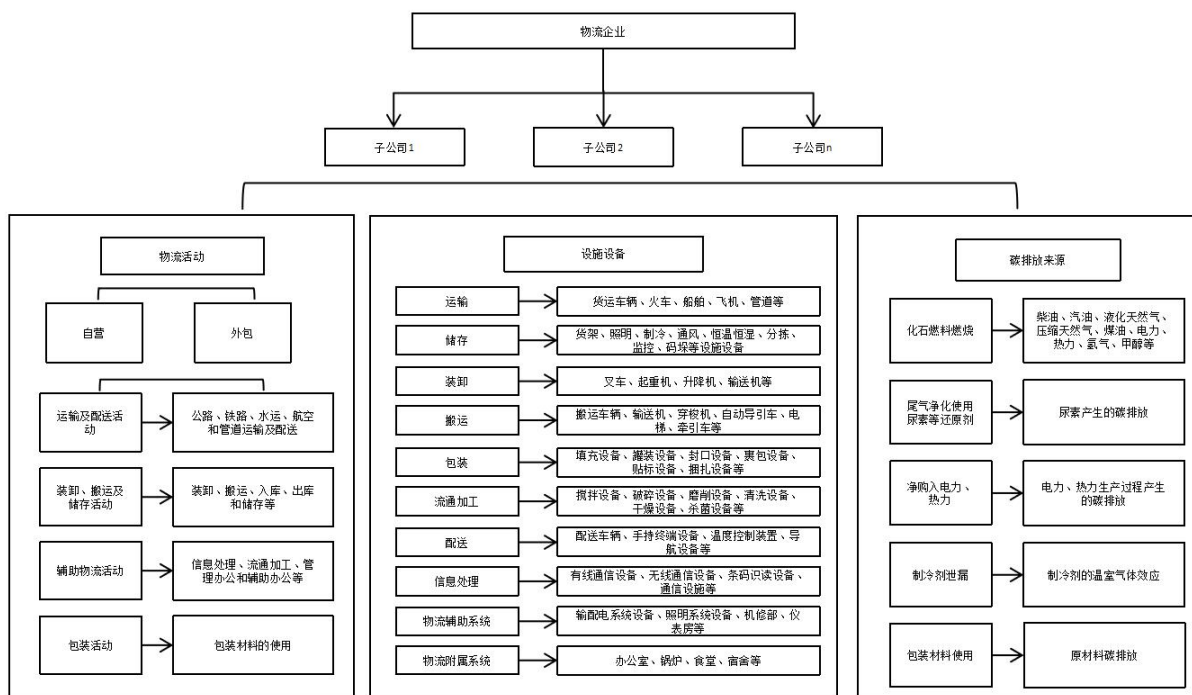 物流企业
子公司1
子公司2
子公司n
物流活动
自营
外包
运输及配送活
动
公路、铁路、水运、航空
和管道运输及配送
装卸、搬运及
储存活动
装卸、搬运、入库、出库
和储存等
辅助物流活动
信息处理、流通加工、管
理办公和辅助办公等
包装活动
包装材料的使用
设施设备
运输
货运车辆、火车、船舶、飞机、管道等
储存
货架、照明、制冷、通风、恒温恒湿、分拣、
监控、码垛等设施设备
装卸
叉车、起重机、升降机、输送机等
搬运
搬运车辆、输送机、穿梭机、自动导引车、电
梯、牵引车等
包装
填充设备、罐装设备、封口设备、裹包设备、
贴标设备、捆扎设备等
流通加工
搅拌设备、破碎设备、磨削设备、清洗设备、
干燥设备、杀菌设备等
配送
配送车辆、手持终端设备、温度控制装置、导
航设备等
信息处理
有线通信设备、无线通信设备、条码识读设备、
通信设施等
物流辅助系统
输配电系统设备、照明系统设备、机修部、仪
表房等
物流附属系统
办公室、锅炉、食堂、宿舍等
碳排放来源
化石燃料燃烧
柴油、汽油、液化天然气、
压缩天然气、煤油、电力、
热力、氢气、甲醇等
尾气净化使用
尿素等还原剂
尿素产生的碳排放
净购入电力、
热力
电力、热力生产过程产生
的碳排放
制冷剂泄漏
制冷剂的温室气体效应
包装材料使用
原材料碳排放